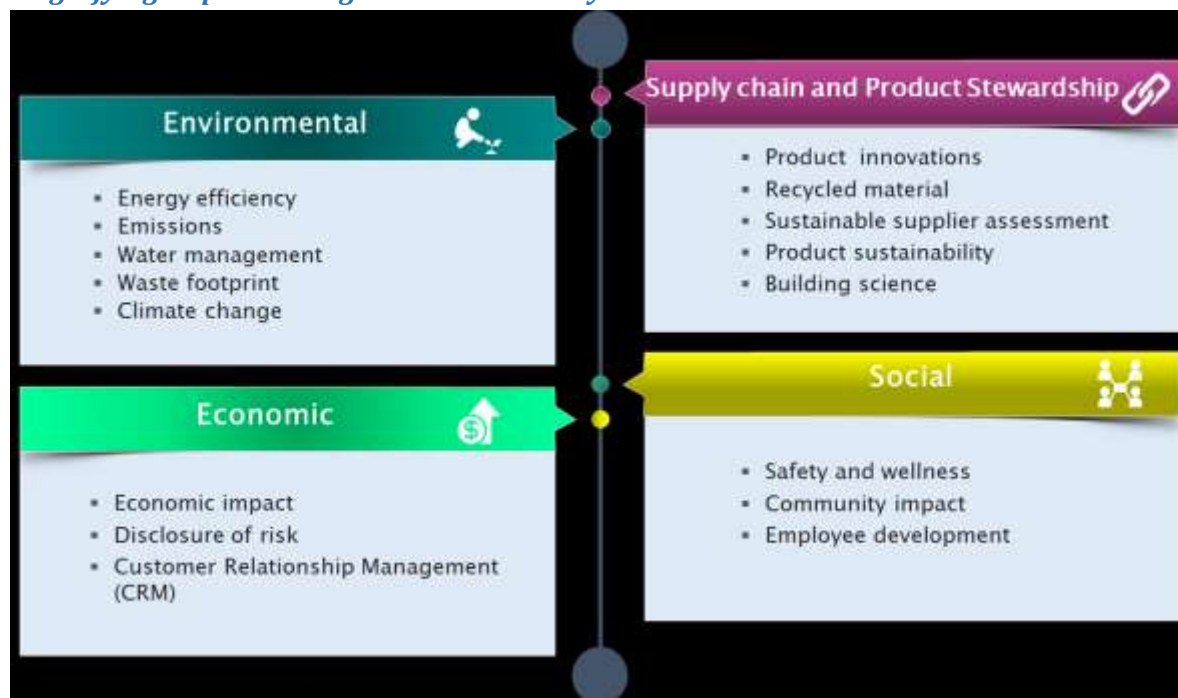 Environmental
Energy efficiency
Emissions
Water management
Waste footprint
Climate change
Supply chain and Product Stewardship
Product innovations
Recycled material
Sustainable supplier assessment
Product sustainability
Building science
Economic
Economic impact
Disclosure of risk
Customer Relationship Management
(CRM)
Social
Safety and wellness
Community impact
Employee development